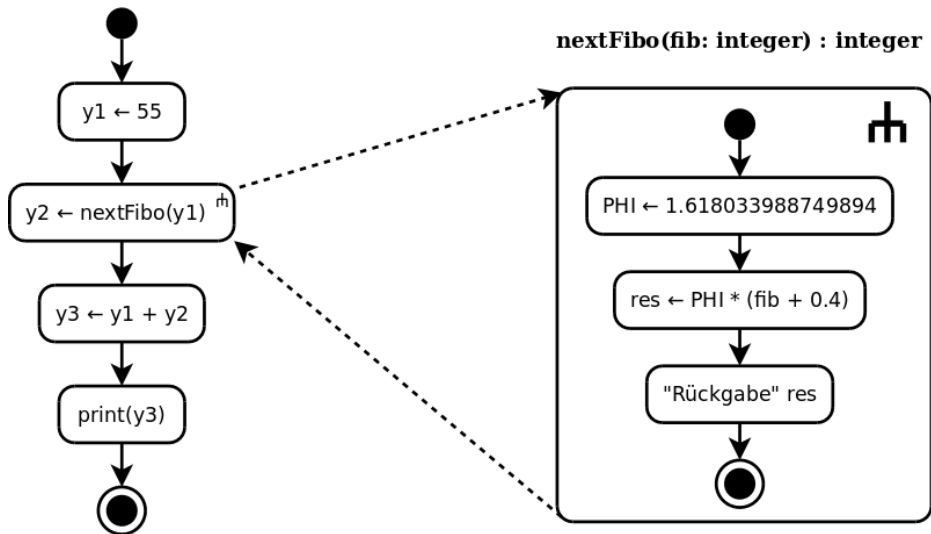 y1 ← 55
y2 ← nextFibo(y1)
y3 ← y1 + y2
print(y3)
nextFibo(fib: integer) : integer
PHI ← 1.618033988749894
res ← PHI * (fib + 0.4)
"Rückgabe" res